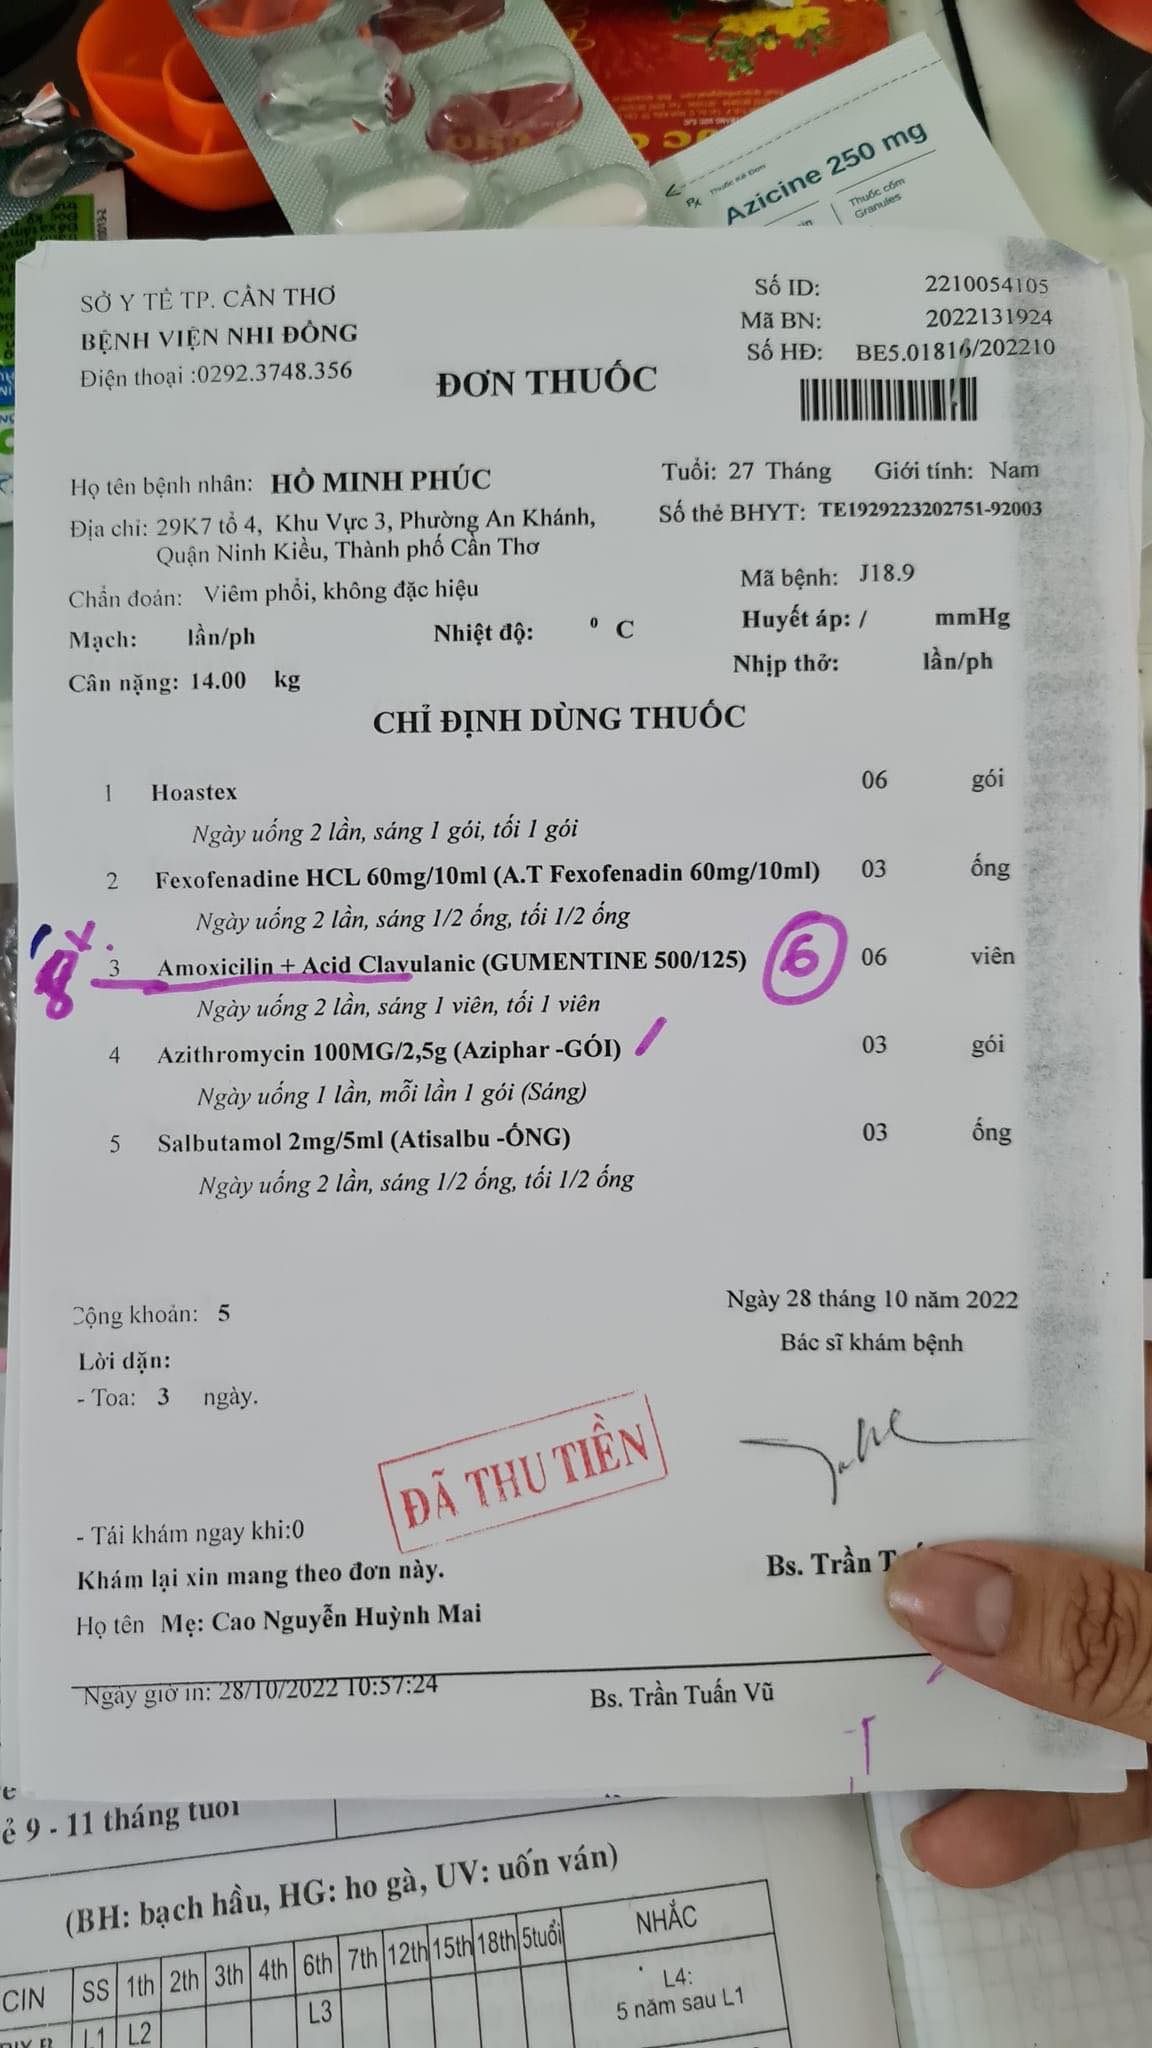 Azicine 250 mg
Rx Thuốc Kê Đơn
Thuốc cốm
Granules
SỞ Y TẾ TP. CẦN THƠ
BỆNH VIỆN NHI ĐỒNG
Điện thoại :0292.3748.356
ĐƠN THUỐC
Số ID: 2210054105
Mã BN: 2022131924
Số HĐ: BE5.01816/202210
Họ tên bệnh nhân: HỒ MINH PHÚC
Tuổi: 27 Tháng Giới tính: Nam
Địa chỉ: 29K7 tổ 4, Khu Vực 3, Phường An Khánh,
Quận Ninh Kiều, Thành phố Cần Thơ
Số thẻ BHYT: TE1929223202751-92003
Chẩn đoán: Viêm phổi, không đặc hiệu
Mã bệnh: J18.9
Mạch: lần/ph Nhiệt độ: ⁰ C Huyết áp: / mmHg
Cân nặng: 14.00 kg Nhịp thở: lần/ph
CHỈ ĐỊNH DÙNG THUỐC
1 Hoastex 06 gói
Ngày uống 2 lần, sáng 1 gói, tối 1 gói
2 Fexofenadine HCL 60mg/10ml (A.T Fexofenadin 60mg/10ml) 03 ống
Ngày uống 2 lần, sáng 1/2 ống, tối 1/2 ống
3 Amoxicilin + Acid Clavulanic (GUMENTINE 500/125) 6 06 viên
Ngày uống 2 lần, sáng 1 viên, tối 1 viên
4 Azithromycin 100MG/2,5g (Aziphar -GÓI) 03 gói
Ngày uống 1 lần, mỗi lần 1 gói (Sáng)
5 Salbutamol 2mg/5ml (Atisalbu -ỐNG) 03 ống
Ngày uống 2 lần, sáng 1/2 ống, tối 1/2 ống
Cộng khoản: 5
Ngày 28 tháng 10 năm 2022
Bác sĩ khám bệnh
Lời dặn:
- Toa: 3 ngày.
ĐÃ THU TIỀN
- Tái khám ngay khi:0
Khám lại xin mang theo đơn này.
Bs. Trần
Họ tên Mẹ: Cao Nguyễn Huỳnh Mai
Ngày giờ in: 28/10/2022 10:57:24
Bs. Trần Tuấn Vũ
9 - 11 tháng tuổi
(BH: bạch hầu, HG: ho gà, UV: uốn ván)
CIN SS 1th 2th 3th 4th 6th 7th 12th 15th 18th 5tuổi NHẮC
L1 L2 L3 L4:
5 năm sau L1